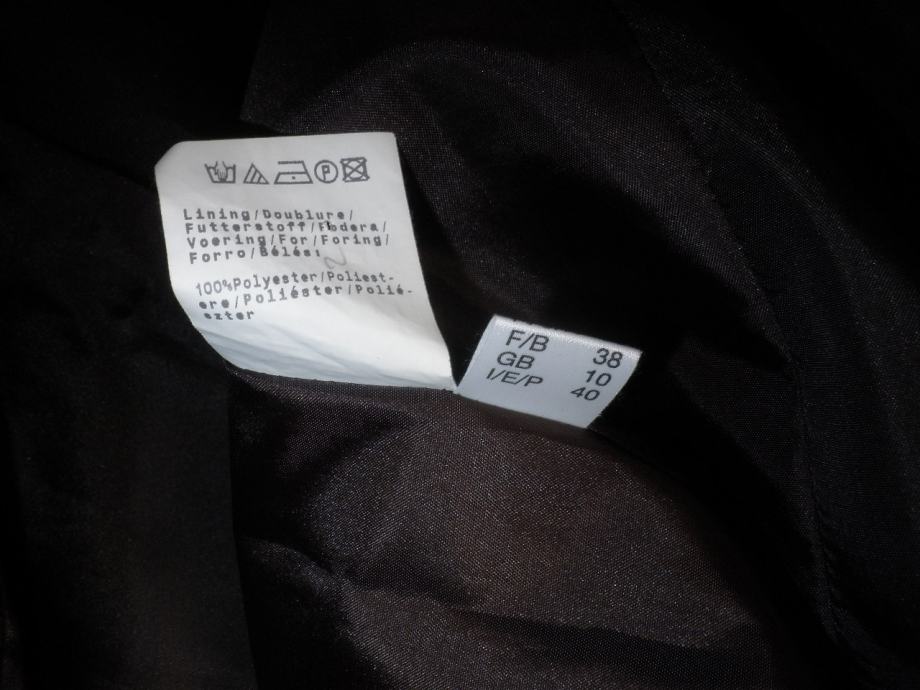 P
Lining/Doublure/
Futterstoff/Fodera/
Voering/For/Foring/
Forro/Bélés:
100%Polyester/Poliest-
ere/Poliéster/Polié-
szter
F/B 38
GB 10
I/E/P 40